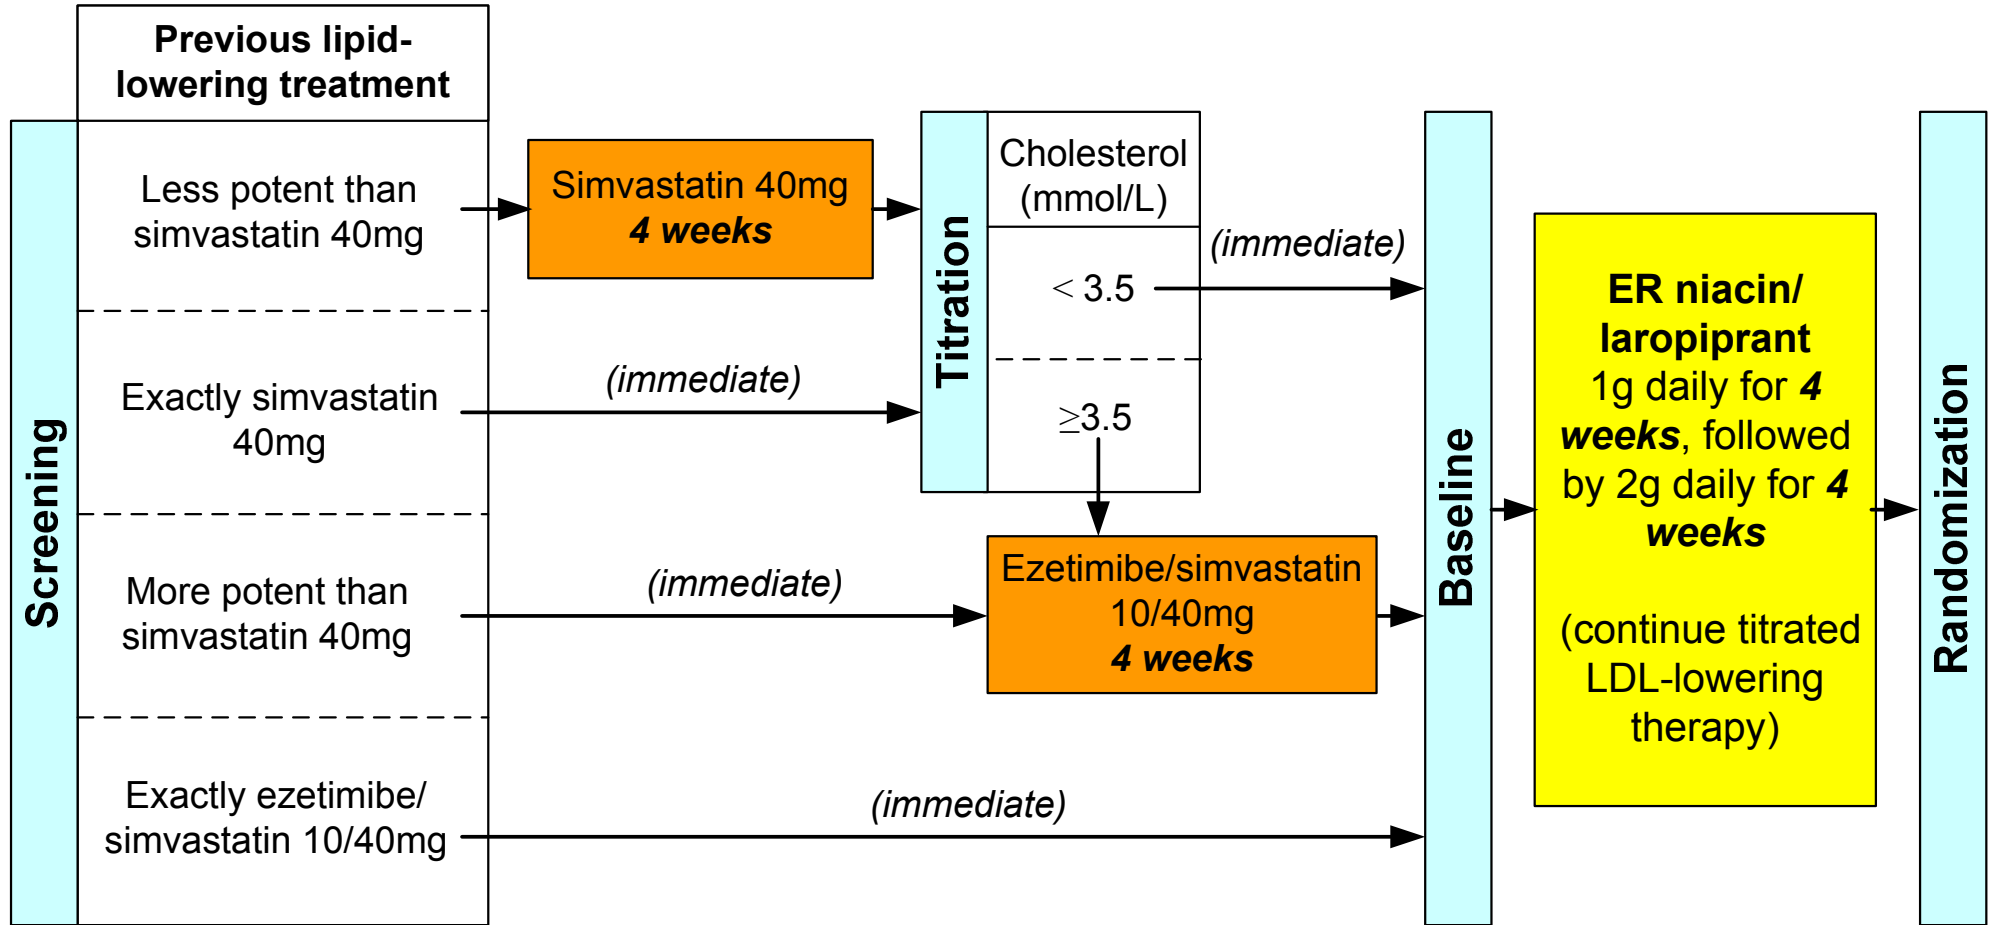 Previous lipid-
lowering treatment
Screening
Less potent than
simvastatin 40mg
Exactly simvastatin
40mg
More potent than
simvastatin 40mg
Exactly ezetimibe/
simvastatin 10/40mg
Simvastatin 40mg
4 weeks
(immediate)
(immediate)
(immediate)
Titration
Cholesterol
(mmol/L)
< 3.5
≥3.5
(immediate)
Ezetimibe/simvastatin
10/40mg
4 weeks
Baseline
ER niacin/
laropiprant
1g daily for 4
weeks, followed
by 2g daily for 4
weeks
(continue titrated
LDL-lowering
therapy)
Randomization